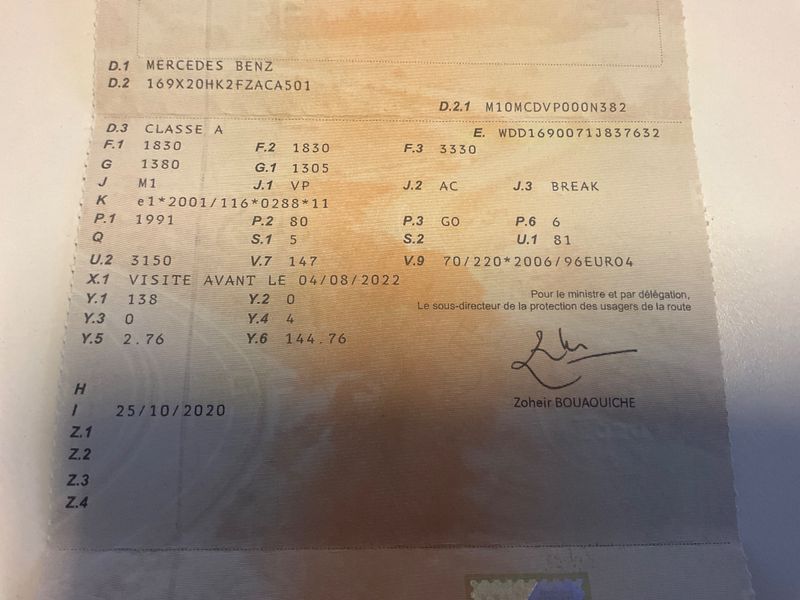 D.1 MERCEDES BENZ
D.2 169X20HK2FZACA501
D.2.1 M10MCDVP000N382
D.3 CLASSE A E. WDD1690071J837632
F.1 1830 F.2 1830 F.3 3330
G 1380 G.1 1305
J M1 J.1 VP J.2 AC J.3 BREAK
K e1*2001/116*0288*11
P.1 1991 P.2 80 P.3 GO P.6 6
Q S.1 5 S.2 U.1 81
U.2 3150 V.7 147 V.9 70/220*2006/96EURO4
X.1 VISITE AVANT LE 04/08/2022
Y.1 138 Y.2 0
Pour le ministre et par délégation,
Le sous-directeur de la protection des usagers de la route
Y.3 0 Y.4 4
Y.5 2.76 Y.6 144.76
H
Zoheir BOUAOUICHE
I 25/10/2020
Z.1
Z.2
Z.3
Z.4